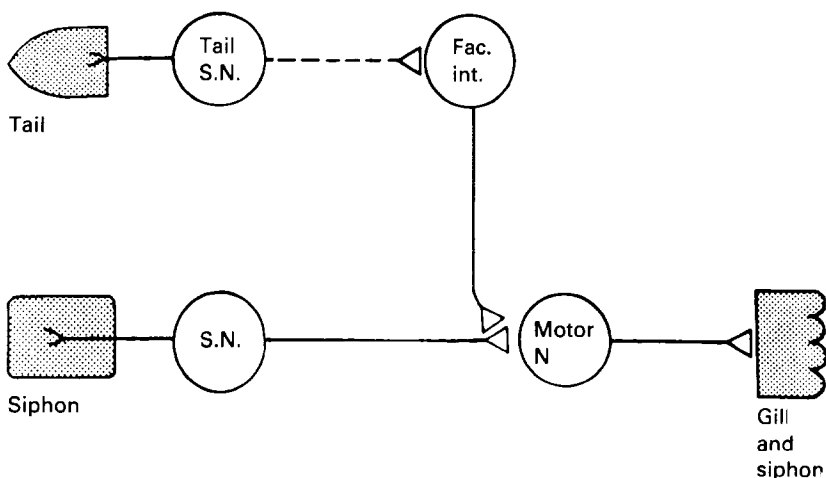 Tail
S.N.
Fac.
int.
Tail
S.N.
Motor
N
Siphon
Gill
and
siphon